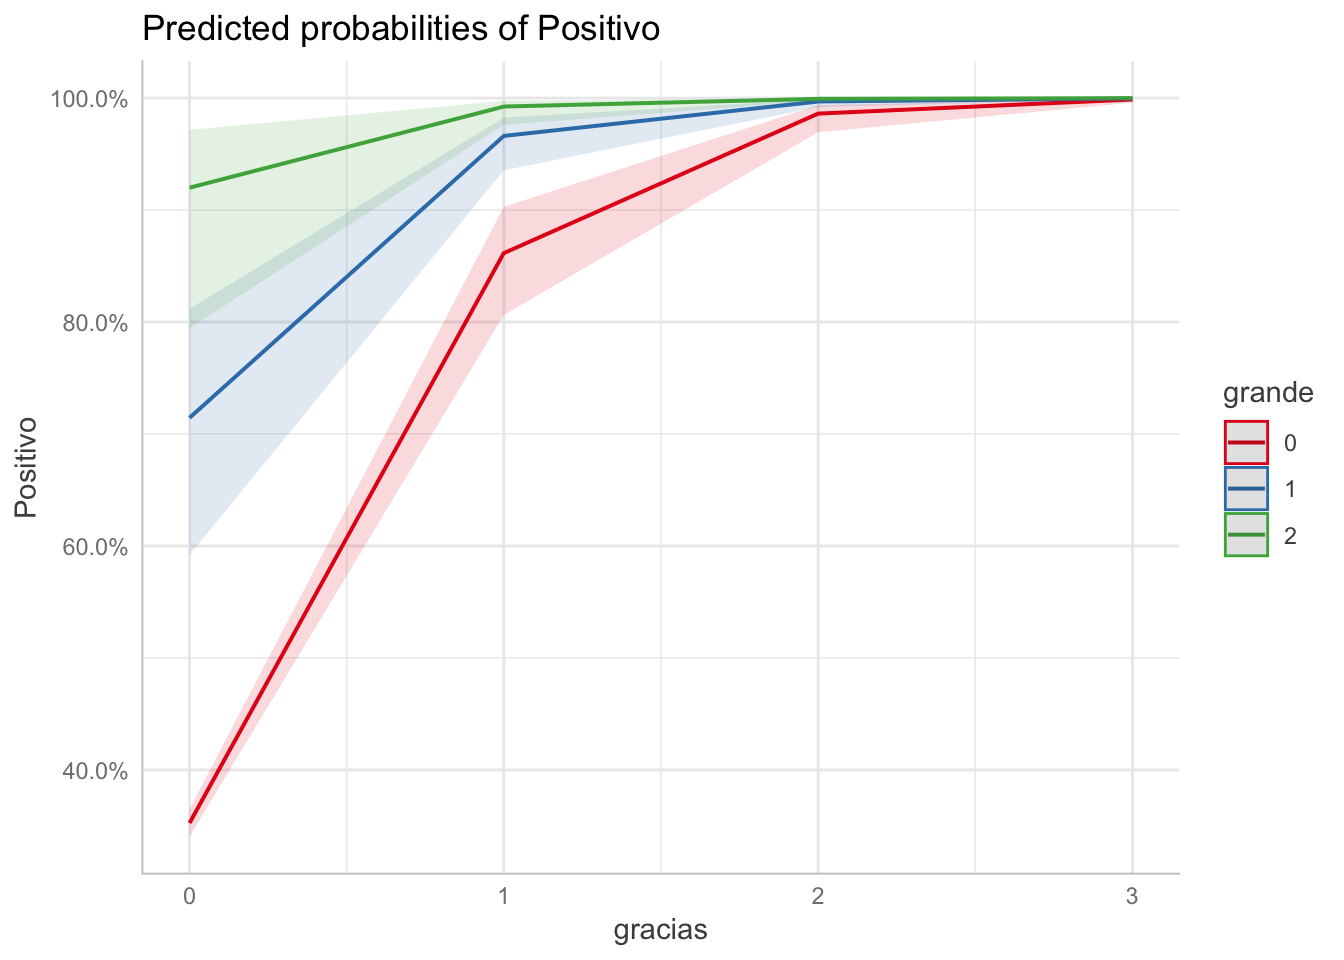 Predicted probabilities of Positivo
100.0%
80.0%
60.0%
40.0%
Positivo
0
1
2
3
gracias
grande
0
1
2